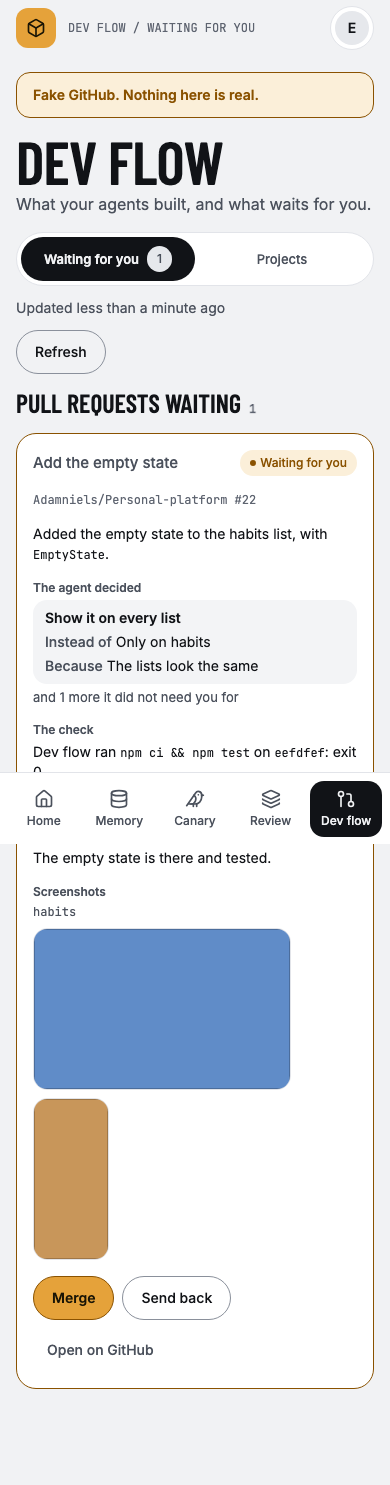 DEV FLOW / WAITING FOR YOU
E
Fake GitHub. Nothing here is real.
DEV FLOW
What your agents built, and what waits for you.
Waiting for you 1
Projects
Updated less than a minute ago
Refresh
PULL REQUESTS WAITING 1
Add the empty state
Waiting for you
Adamniels/Personal-platform #22
Added the empty state to the habits list, with
EmptyState.
The agent decided
Show it on every list
Instead of Only on habits
Because The lists look the same
and 1 more it did not need you for
The check
Dev flow ran npm ci && npm test on eefdfef: exit
Home
Memory
Canary
Review
Dev flow
The empty state is there and tested.
Screenshots
habits
Merge
Send back
Open on GitHub